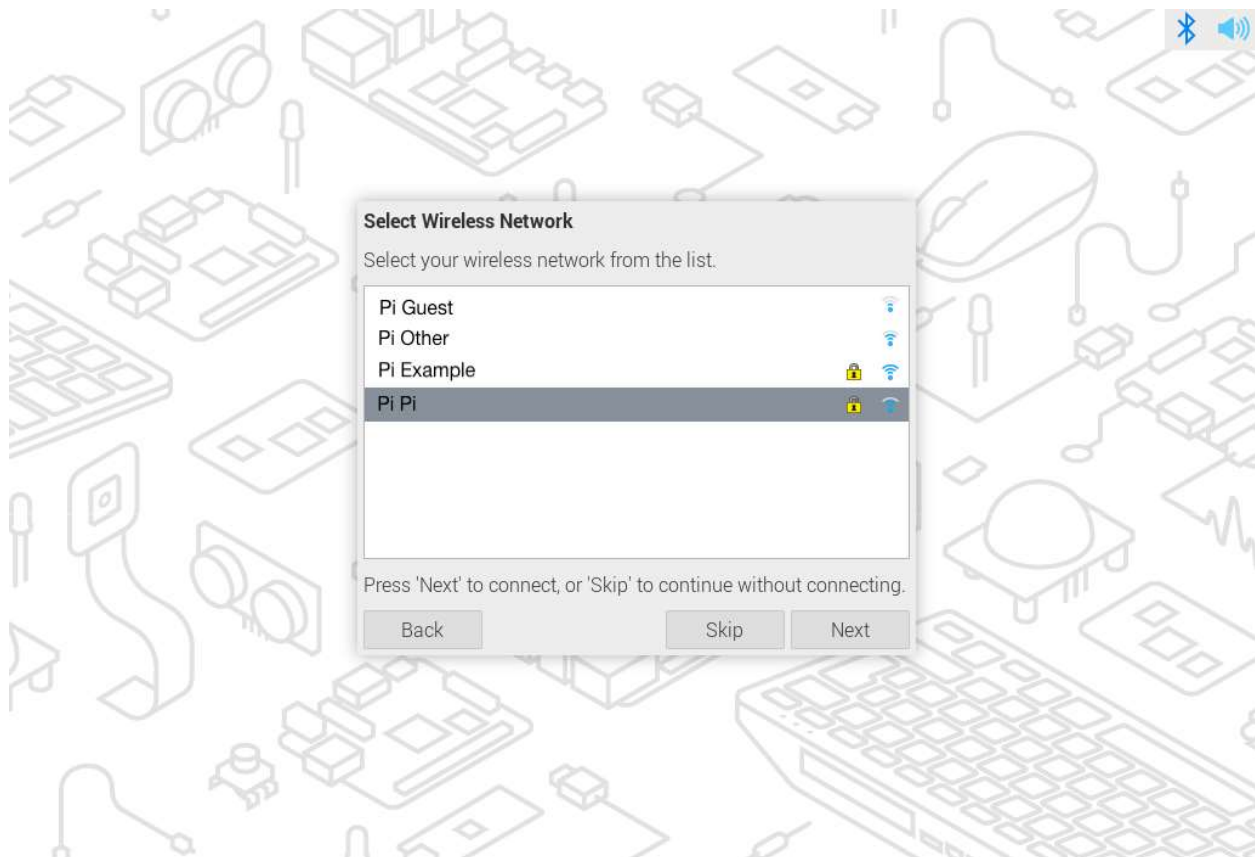 Select Wireless Network
Select your wireless network from the list.
Pi Guest
Pi Other
Pi Example
Pi Pi
Press 'Next' to connect, or 'Skip' to continue without connecting.
Back Skip Next